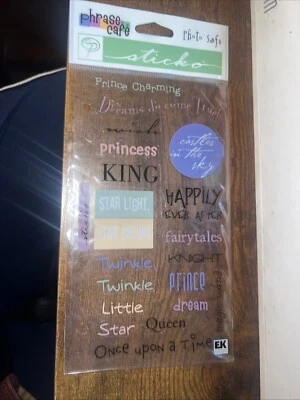 phrase café
Photo Safe
sticko
Prince Charming
Dreams do come true!
wish
Princess
castles
in the
sky
KING
STAR LIGHT,
STAR BRIGHT
HAPPILY
EVER AFTER
fairytales
KNIGHT
Twinkle
Twinkle
Prince
Little
dream
Star
Queen
Once upon a Time
EK